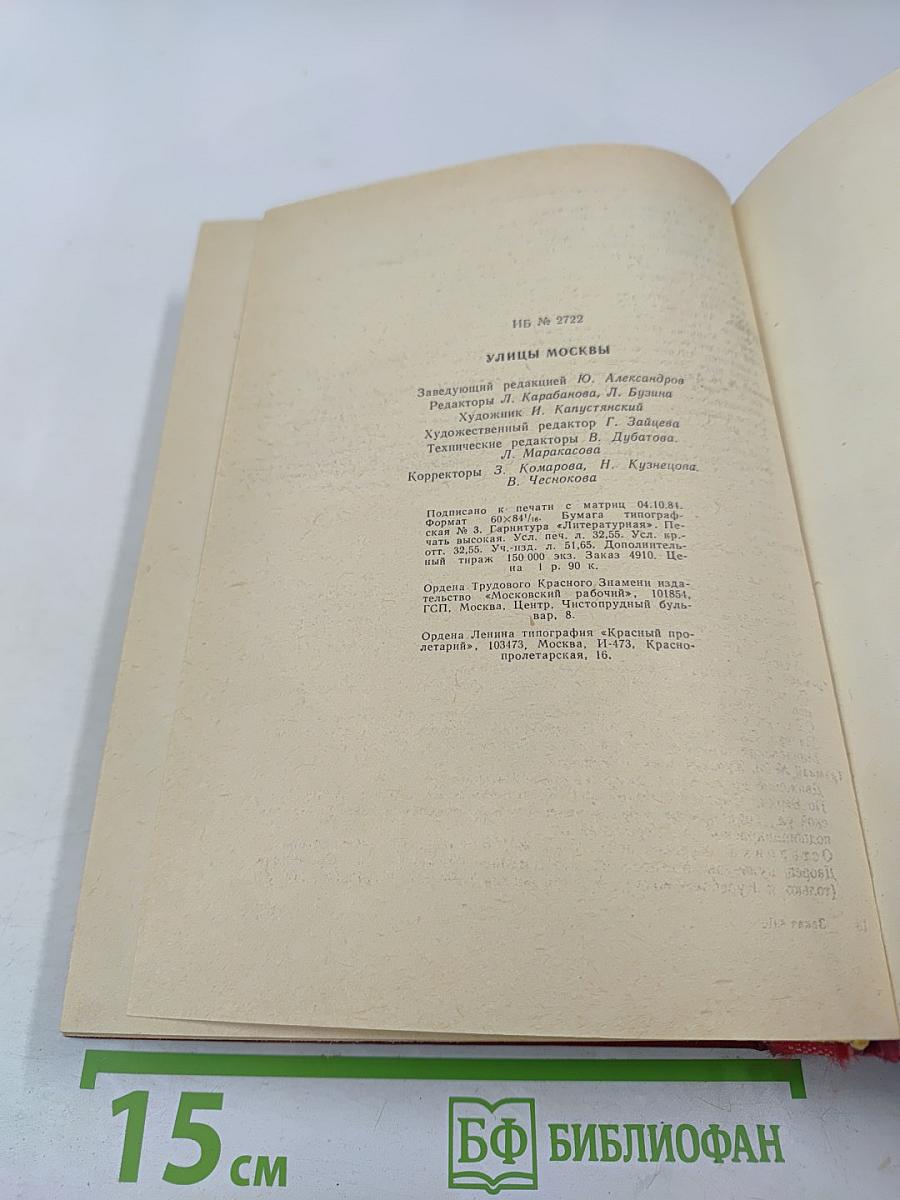 ИБ № 2722
УЛИЦЫ МОСКВЫ
Заведующий редакцией Ю. Александров
Редакторы Л. Карабанова, Л. Бузина
Художник И. Капустянский
Художественный редактор Г. Зайцева
Технические редакторы В. Дубатова.
Л. Маракасова
Корректоры З. Комарова, Н. Кузнецова.
В. Чеснокова
Подписано к печати с матриц 04.10.84.
Формат 60×84¹/₁₆. Бумага типограф-
ская № 3. Гарнитура «Литературная». Пе-
чать высокая. Усл. печ. л. 32,55. Усл. кр.-
отт. 32,55. Уч.-изд. л. 51,65. Дополнитель-
ный тираж 150 000 экз. Заказ 4910. Це-
на 1 р. 90 к.
Ордена Трудового Красного Знамени изда-
тельство «Московский рабочий», 101854,
ГСП, Москва, Центр, Чистопрудный буль-
вар, 8.
Ордена Ленина типография «Красный про-
летарий», 103473, Москва, И-473, Красно-
пролетарская, 16.
15 см
БФ БИБЛИОФАН